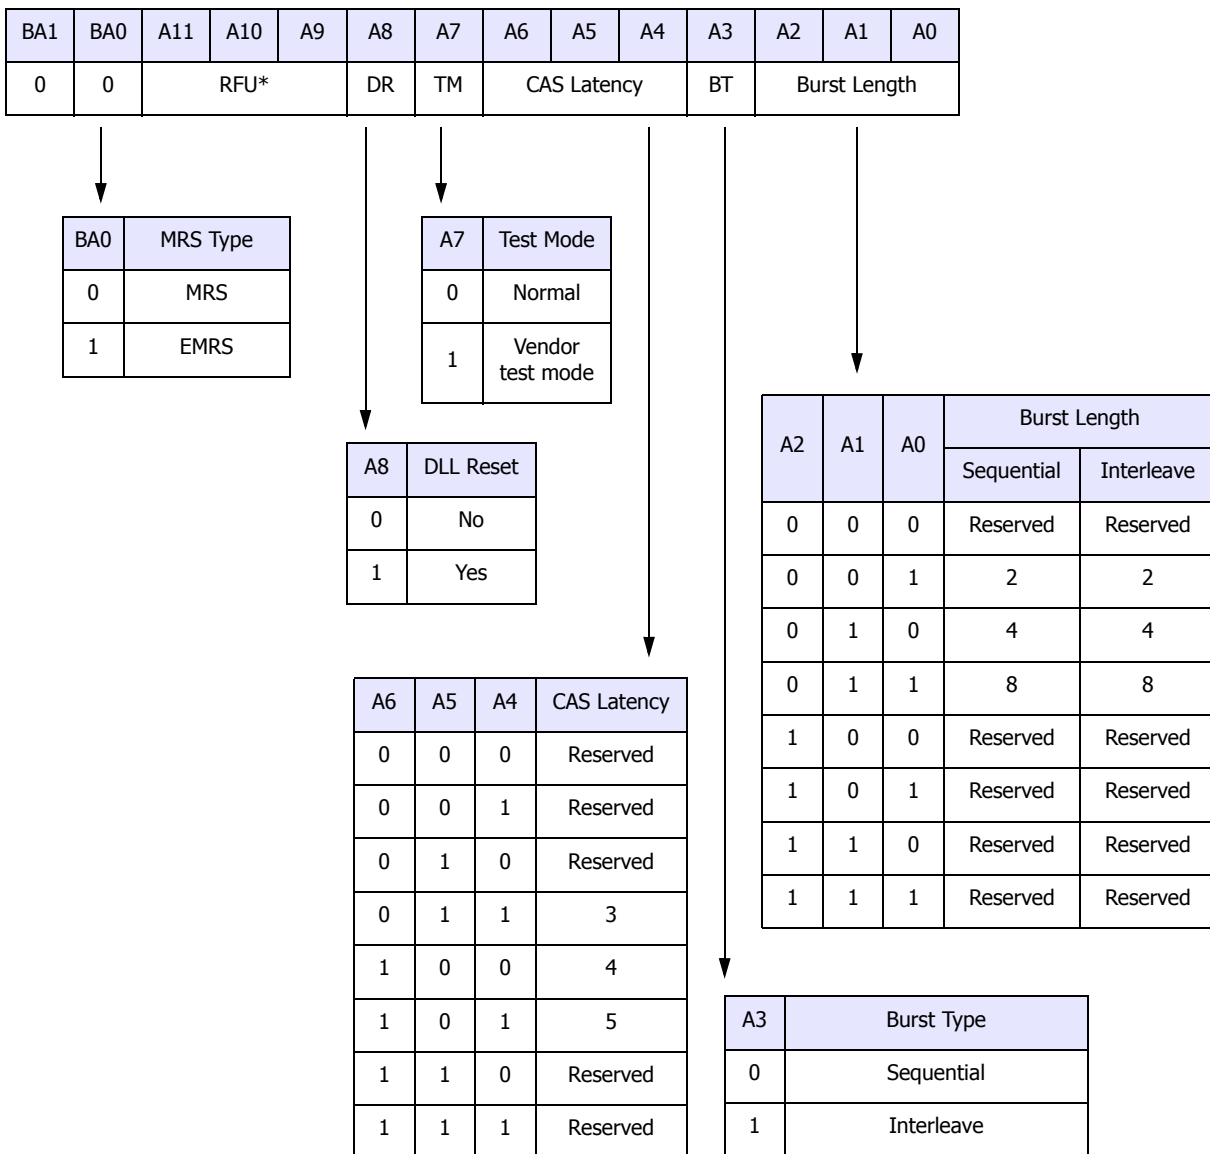 BA1 BA0 A11 A10 A9 A8 A7 A6 A5 A4 A3 A2 A1 A0
0 0 RFU* DR TM CAS Latency BT Burst Length
BA0 MRS Type
0 MRS
1 EMRS
A7 Test Mode
0 Normal
1 Vendor
test mode
A8 DLL Reset
0 No
1 Yes
A2 A1 A0 Burst Length
Sequential Interleave
0 0 0 Reserved Reserved
0 0 1 2 2
0 1 0 4 4
0 1 1 8 8
1 0 0 Reserved Reserved
1 0 1 Reserved Reserved
1 1 0 Reserved Reserved
1 1 1 Reserved Reserved
A6 A5 A4 CAS Latency
0 0 0 Reserved
0 0 1 Reserved
0 1 0 Reserved
0 1 1 3
1 0 0 4
1 0 1 5
1 1 0 Reserved
1 1 1 Reserved
A3 Burst Type
0 Sequential
1 Interleave